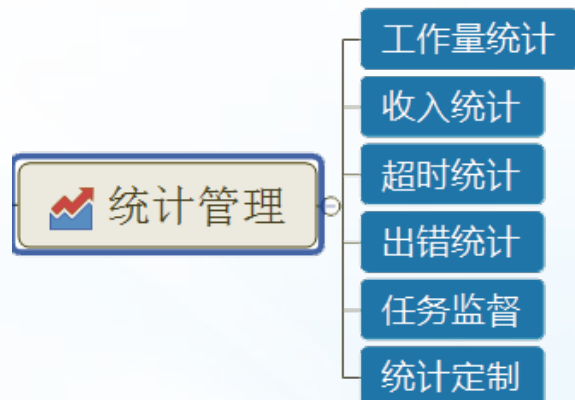 统计管理
工作量统计
收入统计
超时统计
出错统计
任务监督
统计定制